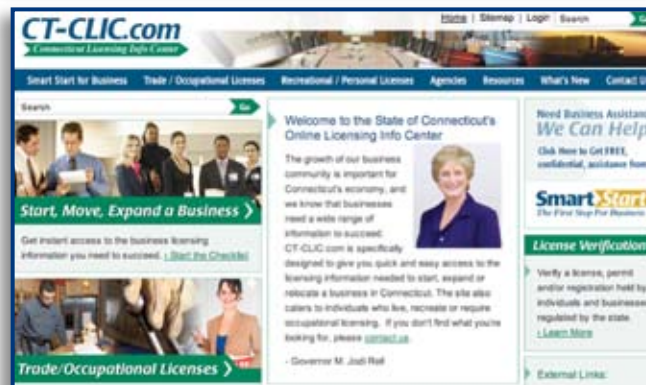 CT-CLIC.com
Connecticut Licensing Info Center
Home | Sitemap | Login
Search
Smart Start for Business
Trade / Occupational Licenses
Recreational / Personal Licenses
Agencies
Resources
What's New
Contact U
Search
Go
Start, Move, Expand a Business
Get instant access to the business licensing
information you need to succeed. › Start the Checklist
Trade/Occupational Licenses
Welcome to the State of Connecticut's
Online Licensing Info Center
The growth of our business
community is important for
Connecticut's economy, and
we know that businesses
need a wide range of
information to succeed.
CT-CLIC.com is specifically
designed to give you quick and easy access to the
licensing information needed to start, expand or
relocate a business in Connecticut. The site also
caters to individuals who live, recreate or require
occupational licensing. If you don't find what you're
looking for, please contact us.
- Governor M. Jodi Rell
Need Business Assistanc
We Can Help
Click Here to Get FREE,
confidential, assistance from
Smart Start
The First Stop For Business
License Verification
Verify a license, permit
and/or registration held by
individuals and businesse
regulated by the state.
› Learn More
External Links: